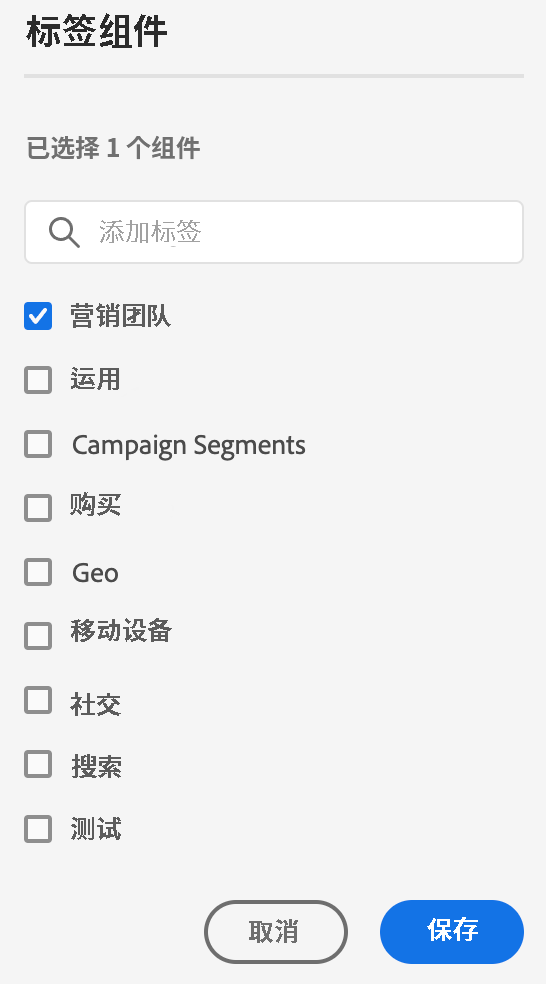 标签组件
已选择 1 个组件
添加标签
营销团队
运用
Campaign Segments
购买
Geo
移动设备
社交
搜索
测试
取消
保存